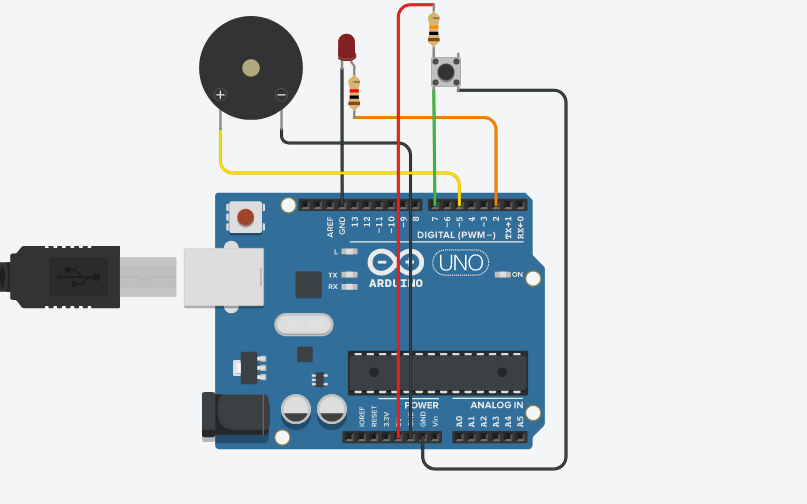 +
−
AREF
GND
13
12
~11
~10
~9
8
7
~6
~5
4
~3
2
TX→1
RX←0
DIGITAL (PWM~)
L
TX
RX
ARDUINO
UNO
ON
POWER
ANALOG IN
IOREF
RESET
3.3V
GND
Vin
A0
A1
A2
A3
A4
A5